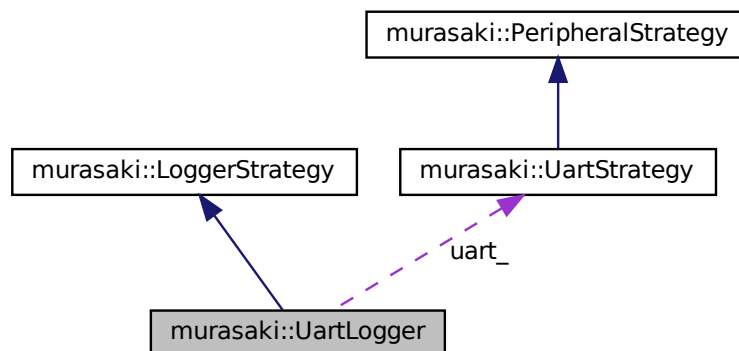 murasaki::PeripheralStrategy
murasaki::LoggerStrategy
murasaki::UartStrategy
uart_
murasaki::UartLogger